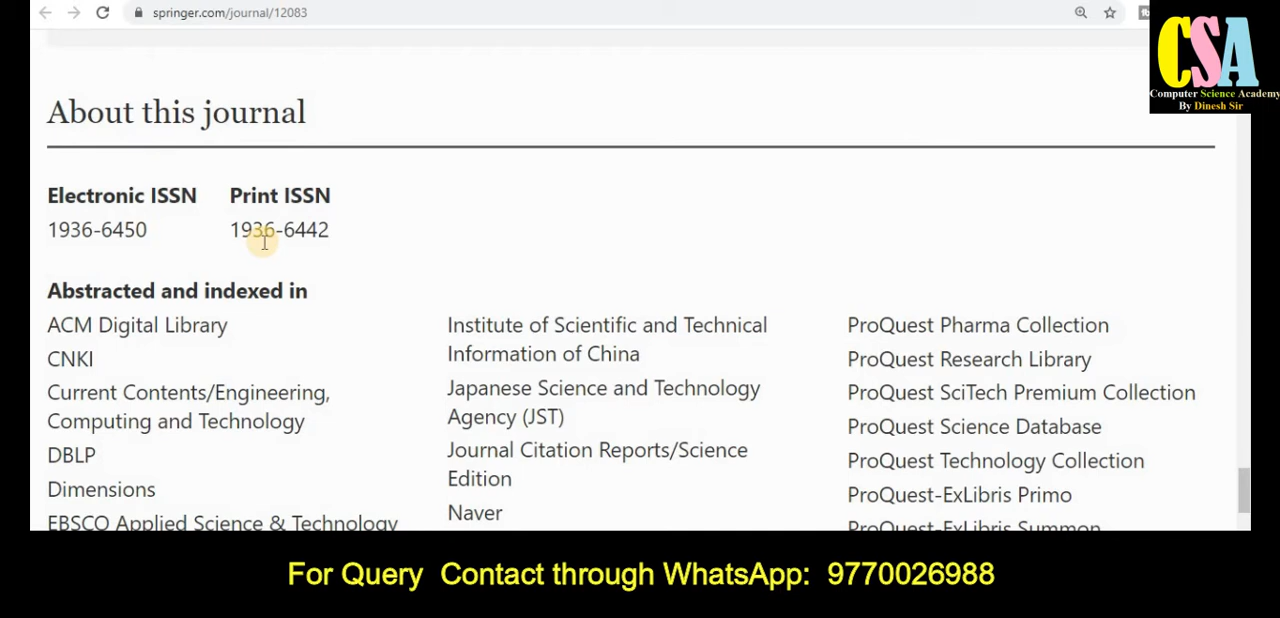 springer.com/journal/12083
CSA
Computer Science Academy
By Dinesh Sir
About this journal
Electronic ISSN
1936-6450
Print ISSN
1936-6442
Abstracted and indexed in
ACM Digital Library
CNKI
Current Contents/Engineering,
Computing and Technology
DBLP
Dimensions
EBSCO Applied Science & Technology
Institute of Scientific and Technical
Information of China
Japanese Science and Technology
Agency (JST)
Journal Citation Reports/Science
Edition
Naver
ProQuest Pharma Collection
ProQuest Research Library
ProQuest SciTech Premium Collection
ProQuest Science Database
ProQuest Technology Collection
ProQuest-ExLibris Primo
ProQuest-ExLibris Summon
For Query Contact through WhatsApp: 9770026988